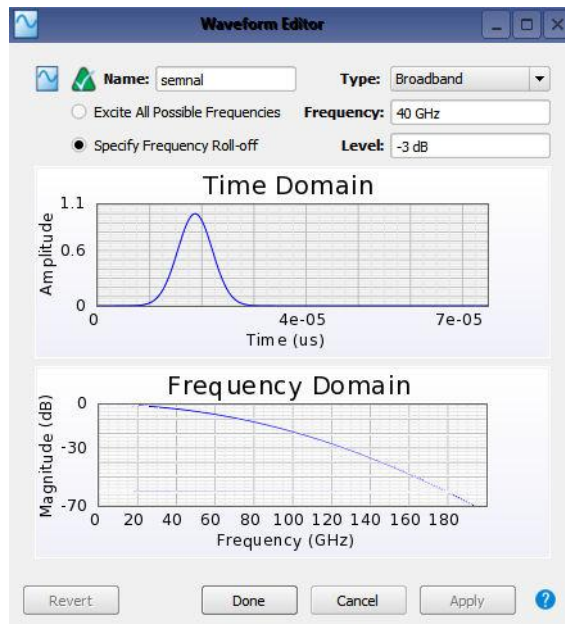 Waveform Editor
Name: semnal Type: Broadband
Excite All Possible Frequencies Frequency: 40 GHz
Specify Frequency Roll-off Level: -3 dB
Time Domain
1.1
0.6
0
Amplitude
0 4e-05 7e-05
Time (us)
Frequency Domain
0
-30
-70
Magnitude (dB)
0 20 40 60 80 100 120 140 160 180
Frequency (GHz)
Revert Done Cancel Apply ?